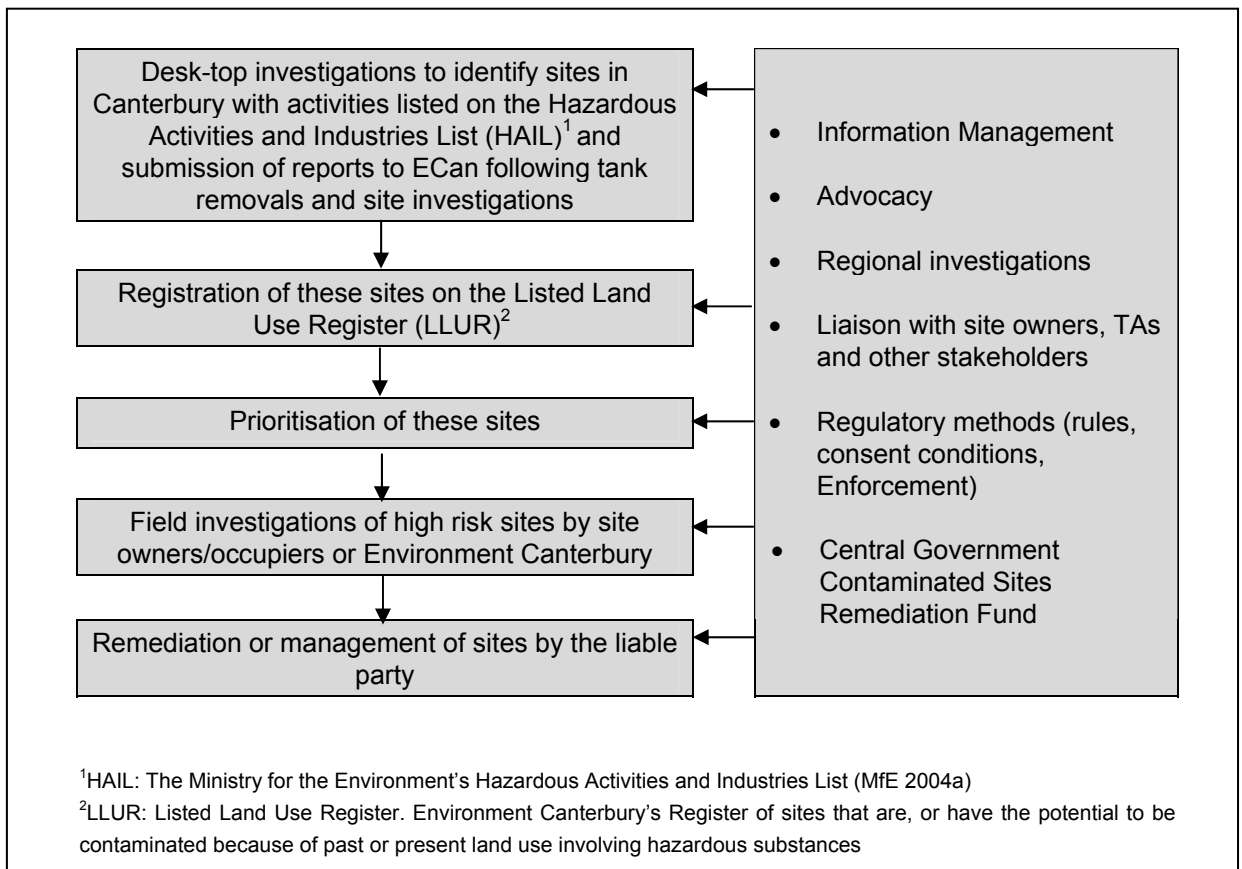 Desk-top investigations to identify sites in
Canterbury with activities listed on the Hazardous
Activities and Industries List (HAIL)1 and
submission of reports to ECan following tank
removals and site investigations
Registration of these sites on the Listed Land
Use Register (LLUR)2
Prioritisation of these sites
Field investigations of high risk sites by site
owners/occupiers or Environment Canterbury
Remediation or management of sites by the liable
party
• Information Management
• Advocacy
• Regional investigations
• Liaison with site owners, TAs
and other stakeholders
• Regulatory methods (rules,
consent conditions,
Enforcement)
• Central Government
Contaminated Sites
Remediation Fund
1HAIL: The Ministry for the Environment's Hazardous Activities and Industries List (MfE 2004a)
2LLUR: Listed Land Use Register. Environment Canterbury's Register of sites that are, or have the potential to be
contaminated because of past or present land use involving hazardous substances